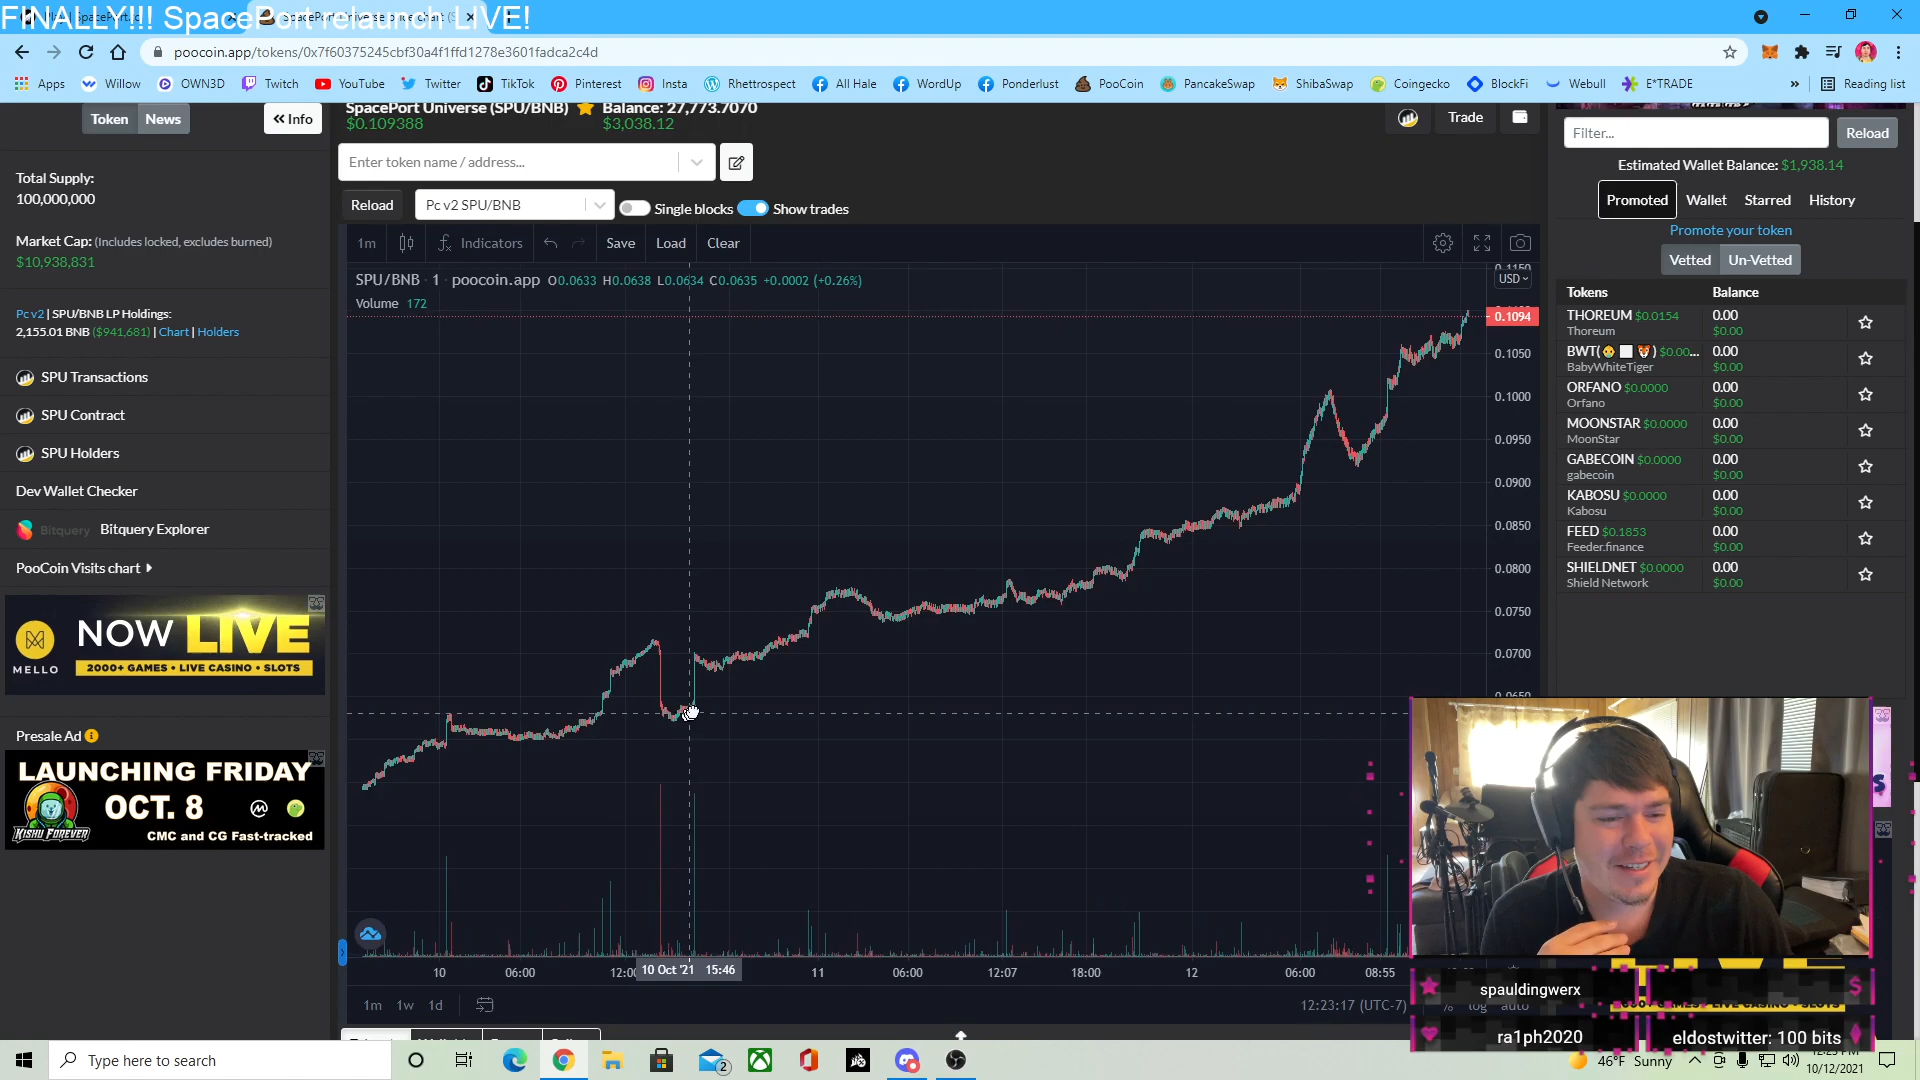 FINALLY!!! SpacePort relaunch LIVE!
poocoin.app/tokens/0x7f60375245cbf30a4f1ffd1278e3601fadca2c4d
Apps
Willow
OWN3D
Twitch
YouTube
Twitter
TikTok
Pinterest
Insta
Rhettrospect
All Hale
WordUp
Ponderlust
PooCoin
PancakeSwap
ShibaSwap
Coingecko
BlockFi
Webull
E*TRADE
»
Reading list
Token
News
« Info
Total Supply:
100,000,000
Market Cap: (Includes locked, excludes burned)
$10,938,831
Pc v2 | SPU/BNB LP Holdings:
2,155.01 BNB ($941,681) | Chart | Holders
SPU Transactions
SPU Contract
SPU Holders
Dev Wallet Checker
Bitquery Bitquery Explorer
PooCoin Visits chart
MELLO
NOW LIVE
2000+ GAMES • LIVE CASINO • SLOTS
Presale Ad
LAUNCHING FRIDAY
OCT. 8
KISHU FOREVER
CMC and CG Fast-tracked
SpacePort Universe (SPU/BNB)
$0.109388
Balance: 27,773.7070
$3,038.12
Trade
Enter token name / address...
Reload
Pc v2 SPU/BNB
Single blocks
Show trades
1m
Indicators
Save
Load
Clear
SPU/BNB · 1 · poocoin.app O0.0633 H0.0638 L0.0634 C0.0635 +0.0002 (+0.26%)
Volume 172
USD
0.1150
0.1094
0.1050
0.1000
0.0950
0.0900
0.0850
0.0800
0.0750
0.0700
0.0650
10
06:00
12:00
10 Oct '21 15:46
11
06:00
12:07
18:00
12
06:00
08:55
1m
1w
1d
12:23:17 (UTC-7)
%
log
auto
Filter...
Reload
Estimated Wallet Balance: $1,938.14
Promoted
Wallet
Starred
History
Promote your token
Vetted
Un-Vetted
Tokens
Balance
THOREUM $0.0154
Thoreum
0.00
$0.00
BWT( ) $0.00...
BabyWhiteTiger
0.00
$0.00
ORFANO $0.0000
Orfano
0.00
$0.00
MOONSTAR $0.0000
MoonStar
0.00
$0.00
GABECOIN $0.0000
gabecoin
0.00
$0.00
KABOSU $0.0000
Kabosu
0.00
$0.00
FEED $0.1853
Feeder.finance
0.00
$0.00
SHIELDNET $0.0000
Shield Network
0.00
$0.00
spauldingwerx
ra1ph2020
eldostwitter: 100 bits
Type here to search
2
46°F Sunny
10/12/2021